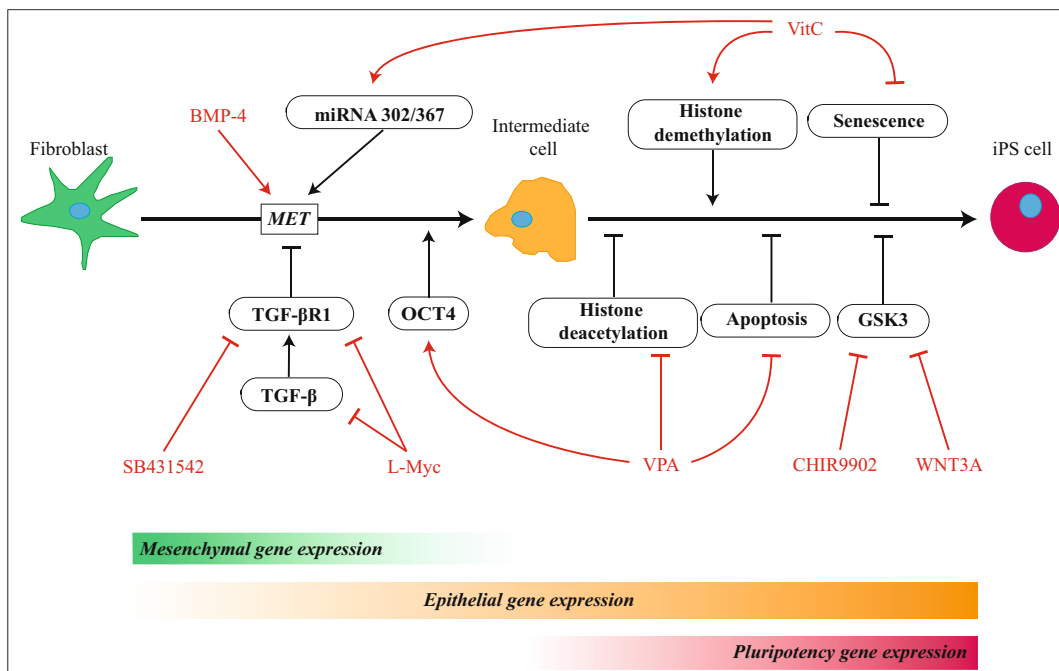 VitC
BMP-4
miRNA 302/367
Histone
demethylation
Senescence
Fibroblast
Intermediate
cell
iPS cell
MET
TGF-βR1
OCT4
Histone
deacetylation
Apoptosis
GSK3
TGF-β
SB431542
L-Myc
VPA
CHIR9902
WNT3A
Mesenchymal gene expression
Epithelial gene expression
Pluripotency gene expression